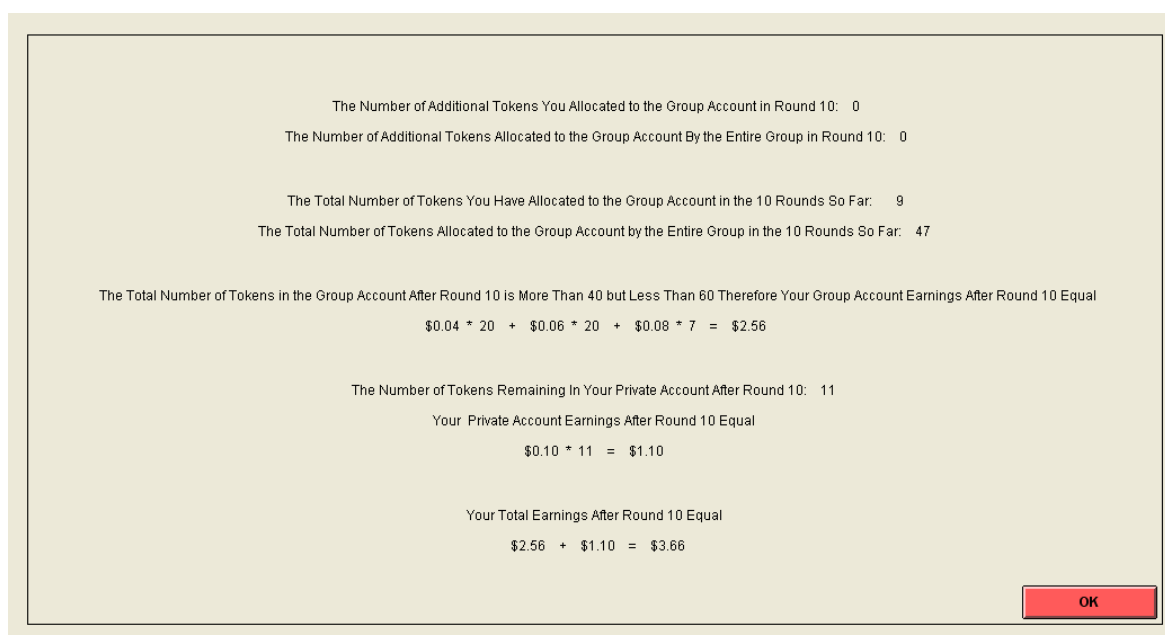 The Number of Additional Tokens You Allocated to the Group Account in Round 10: 0
The Number of Additional Tokens Allocated to the Group Account By the Entire Group in Round 10: 0
The Total Number of Tokens You Have Allocated to the Group Account in the 10 Rounds So Far: 9
The Total Number of Tokens Allocated to the Group Account by the Entire Group in the 10 Rounds So Far: 47
The Total Number of Tokens in the Group Account After Round 10 is More Than 40 but Less Than 60 Therefore Your Group Account Earnings After Round 10 Equal
$0.04 * 20 + $0.06 * 20 + $0.08 * 7 = $2.56
The Number of Tokens Remaining In Your Private Account After Round 10: 11
Your Private Account Earnings After Round 10 Equal
$0.10 * 11 = $1.10
Your Total Earnings After Round 10 Equal
$2.56 + $1.10 = $3.66
OK